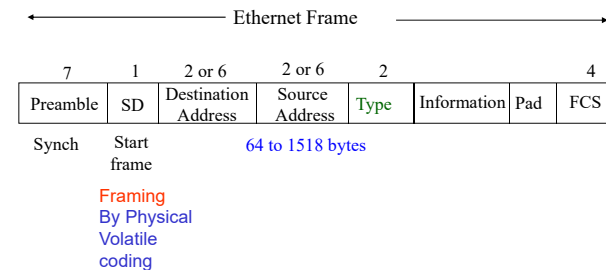 Ethernet Frame
7 1 2 or 6 2 or 6 2 4
Preamble SD Destination Address Source Address Type Information Pad FCS
Synch Start frame 64 to 1518 bytes
Framing
By Physical
Volatile
coding